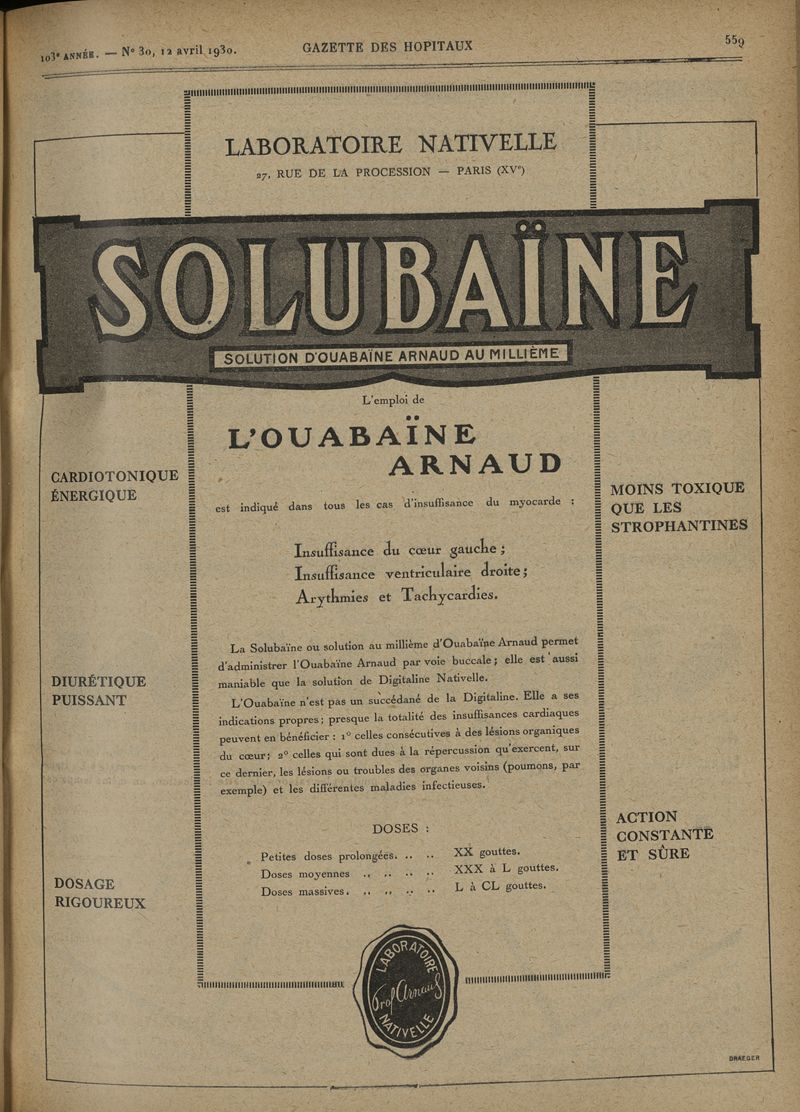 103e ANNÉE. — No 30, 12 avril 1930.
GAZETTE DES HOPITAUX
559
LABORATOIRE NATIVELLE
27, RUE DE LA PROCESSION — PARIS (XVe)
SOLUBAÏNE
SOLUTION D'OUABAÏNE ARNAUD AU MILLIÈME
L'emploi de
L'OUABAÏNE
ARNAUD
est indiqué dans tous les cas d'insuffisance du myocarde :
Insuffisance du cœur gauche ;
Insuffisance ventriculaire droite ;
Arythmies et Tachycardies.
CARDIOTONIQUE
ÉNERGIQUE
MOINS TOXIQUE
QUE LES
STROPHANTINES
La Solubaïne ou solution au millième d'Ouabaïne Arnaud permet
d'administrer l'Ouabaïne Arnaud par voie buccale ; elle est aussi
maniable que la solution de Digitaline Nativelle.
L'Ouabaïne n'est pas un succédané de la Digitaline. Elle a ses
indications propres ; presque la totalité des insuffisances cardiaques
peuvent en bénéficier : 1o celles consécutives à des lésions organiques
du cœur ; 2o celles qui sont dues à la répercussion qu'exercent, sur
ce dernier, les lésions ou troubles des organes voisins (poumons, par
exemple) et les différentes maladies infectieuses.
DIURÉTIQUE
PUISSANT
ACTION
CONSTANTE
ET SÛRE
DOSES :
Petites doses prolongées. .. .. XX gouttes.
Doses moyennes .. .. .. .. XXX à L gouttes.
Doses massives. .. .. .. .. L à CL gouttes.
DOSAGE
RIGOUREUX
LABORATOIRE
Prof Arnaud
NATIVELLE
DRAEGER